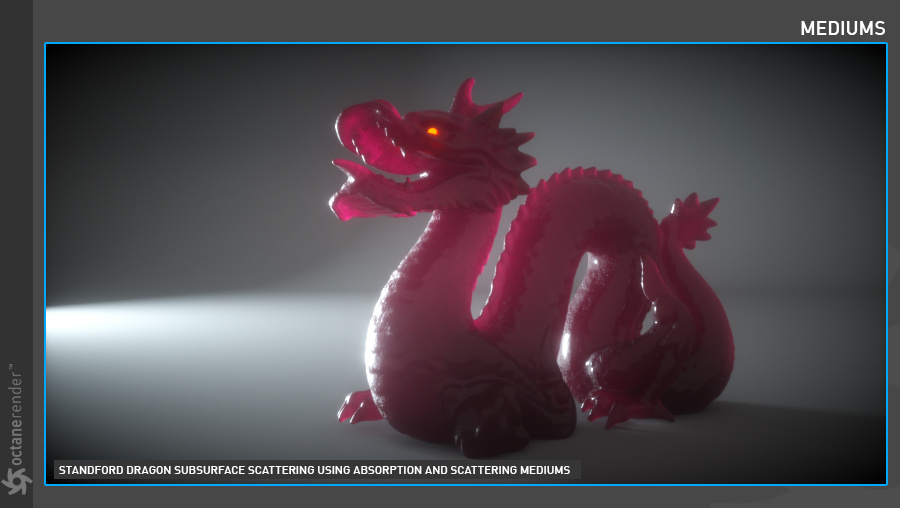 MEDIUMS
octanerender™
STANDFORD DRAGON SUBSURFACE SCATTERING USING ABSORPTION AND SCATTERING MEDIUMS